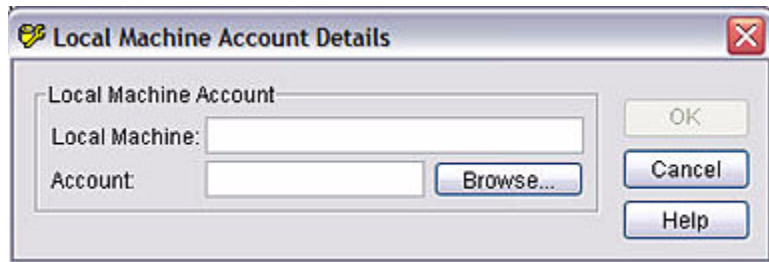 Local Machine Account Details
Local Machine Account
OK
Local Machine:
Account:
Browse...
Cancel
Help